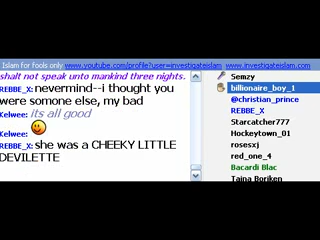 Islam for fools only www.youtube.com/profile?user=investigateislam www.investigateislam.com
shalt not speak unto mankind three nights.
REBBE_X: nevermind--i thought you
were somone else, my bad
Kelwee: its all good
Kelwee:
REBBE_X: she was a CHEEKY LITTLE
DEVILETTE
Semzy
billionaire_boy_1
@christian_prince
REBBE_X
Starcatcher777
Hockeytown_01
rosesxj
red_one_4
Bacardi Blac
Taina Boriken